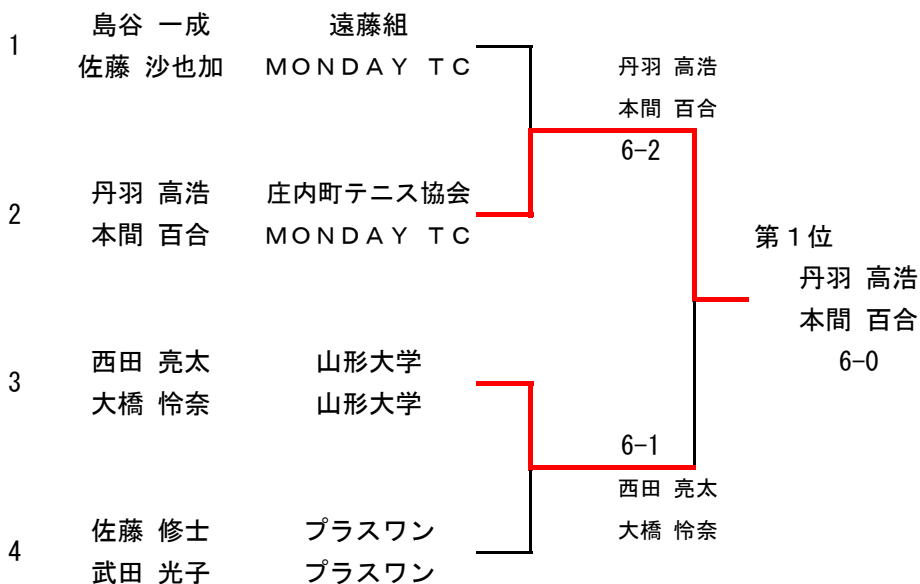 1
島谷 一成 遠藤組
佐藤 沙也加 ＭＯＮＤＡＹ ＴＣ
丹羽 高浩
本間 百合
6-2
2
丹羽 高浩 庄内町テニス協会
本間 百合 ＭＯＮＤＡＹ ＴＣ
第１位
丹羽 高浩
本間 百合
6-0
3
西田 亮太 山形大学
大橋 怜奈 山形大学
6-1
西田 亮太
大橋 怜奈
4
佐藤 修士 プラスワン
武田 光子 プラスワン